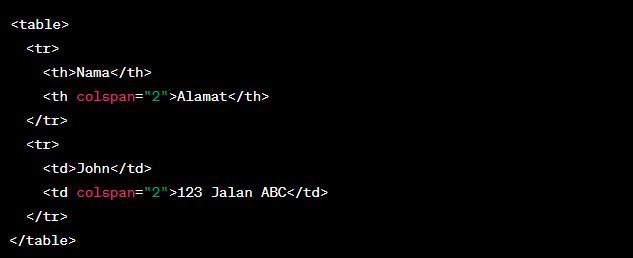 <table>
  <tr>
    <th>Nama</th>
    <th colspan="2">Alamat</th>
  </tr>
  <tr>
    <td>John</td>
    <td colspan="2">123 Jalan ABC</td>
  </tr>
</table>